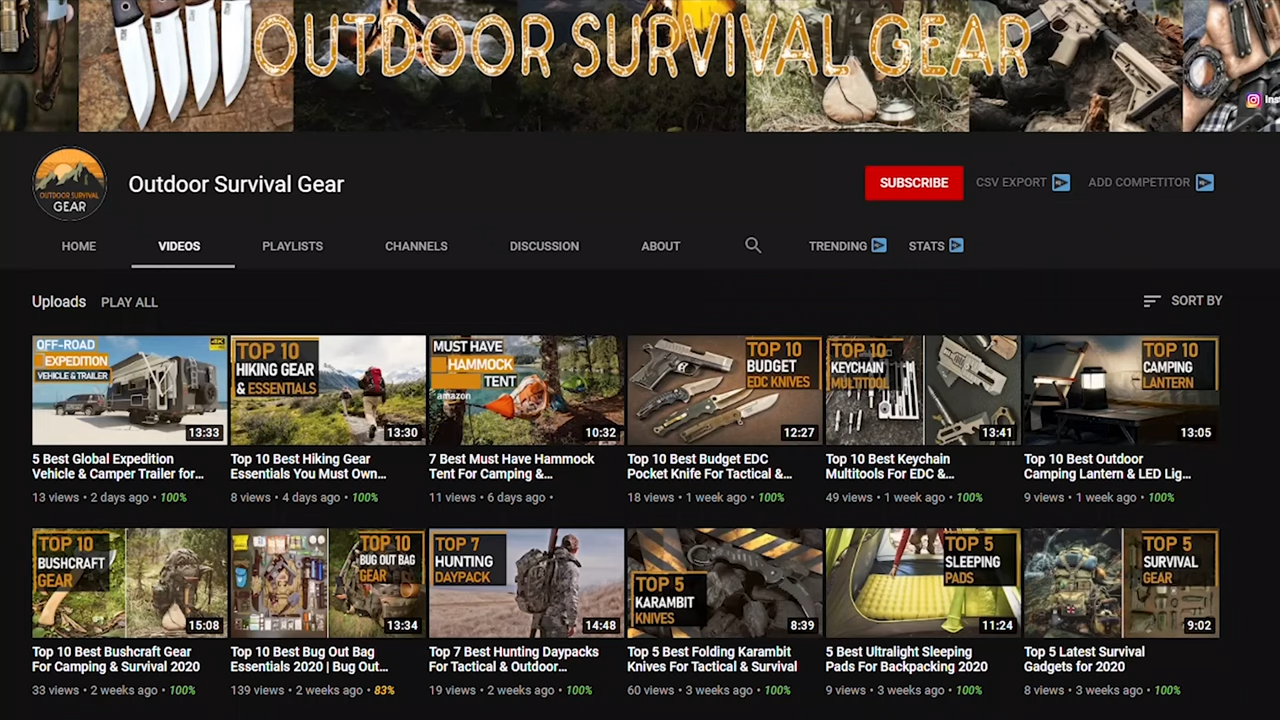 OUTDOOR SURVIVAL GEAR
Inst
OUTDOOR SURVIVAL
GEAR
Outdoor Survival Gear
SUBSCRIBE
CSV EXPORT
ADD COMPETITOR
HOME
VIDEOS
PLAYLISTS
CHANNELS
DISCUSSION
ABOUT
TRENDING
STATS
Uploads
PLAY ALL
SORT BY
OFF-ROAD
EXPEDITION
VEHICLE & TRAILER
4K
13:33
TOP 10
HIKING GEAR
& ESSENTIALS
13:30
MUST HAVE
HAMMOCK
TENT
amazon
10:32
TOP 10
BUDGET
EDC KNIVES
12:27
TOP 10
KEYCHAIN
MULTITOOL
13:41
TOP 10
CAMPING
LANTERN
13:05
5 Best Global Expedition
Vehicle & Camper Trailer for...
13 views • 2 days ago • 100%
Top 10 Best Hiking Gear
Essentials You Must Own...
8 views • 4 days ago • 100%
7 Best Must Have Hammock
Tent For Camping &...
11 views • 6 days ago •
Top 10 Best Budget EDC
Pocket Knife For Tactical &...
18 views • 1 week ago • 100%
Top 10 Best Keychain
Multitools For EDC &...
49 views • 1 week ago • 100%
Top 10 Best Outdoor
Camping Lantern & LED Lig...
9 views • 1 week ago • 100%
TOP 10
BUSHCRAFT
GEAR
15:08
TOP 10
BUG OUT BAG
GEAR
13:34
TOP 7
HUNTING
DAYPACK
14:48
TOP 5
KARAMBIT
KNIVES
8:39
TOP 5
SLEEPING
PADS
11:24
TOP 5
SURVIVAL
GEAR
9:02
Top 10 Best Bushcraft Gear
For Camping & Survival 2020
33 views • 2 weeks ago • 100%
Top 10 Best Bug Out Bag
Essentials 2020 | Bug Out...
139 views • 2 weeks ago • 83%
Top 7 Best Hunting Daypacks
For Tactical & Outdoor...
19 views • 2 weeks ago • 100%
Top 5 Best Folding Karambit
Knives For Tactical & Survival
60 views • 3 weeks ago • 100%
5 Best Ultralight Sleeping
Pads For Backpacking 2020
9 views • 3 weeks ago • 100%
Top 5 Latest Survival
Gadgets for 2020
8 views • 3 weeks ago • 100%